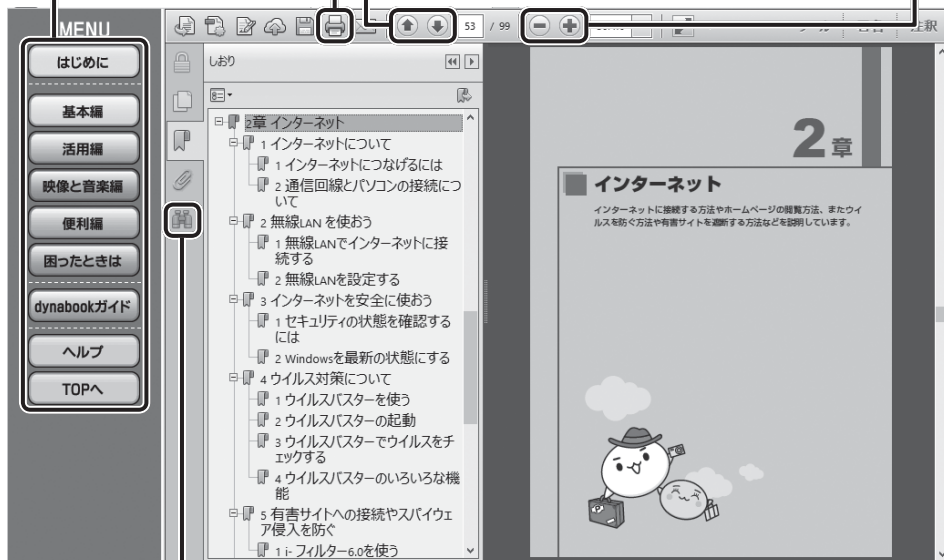 MENU
はじめに
基本編
活用編
映像と音楽編
便利編
困ったときは
dynabookガイド
ヘルプ
TOPへ
53 / 99
注釈
しおり
2章 インターネット
1 インターネットについて
1 インターネットにつなげるには
2 通信回線とパソコンの接続につ
いて
2 無線LAN を使おう
1 無線LANでインターネットに接
続する
2 無線LANを設定する
3 インターネットを安全に使おう
1 セキュリティの状態を確認する
には
2 Windowsを最新の状態にする
4 ウイルス対策について
1 ウイルスバスターを使う
2 ウイルスバスターの起動
3 ウイルスバスターでウイルスをチ
ェックする
4 ウイルスバスターのいろいろな機
能
5 有害サイトへの接続やスパイウェ
ア侵入を防ぐ
1 i- フィルター6.0を使う
2章
インターネット
インターネットに接続する方法やホームページの閲覧方法、またウイ
ルスを防ぐ方法や有害サイトを遮断する方法などを説明しています。